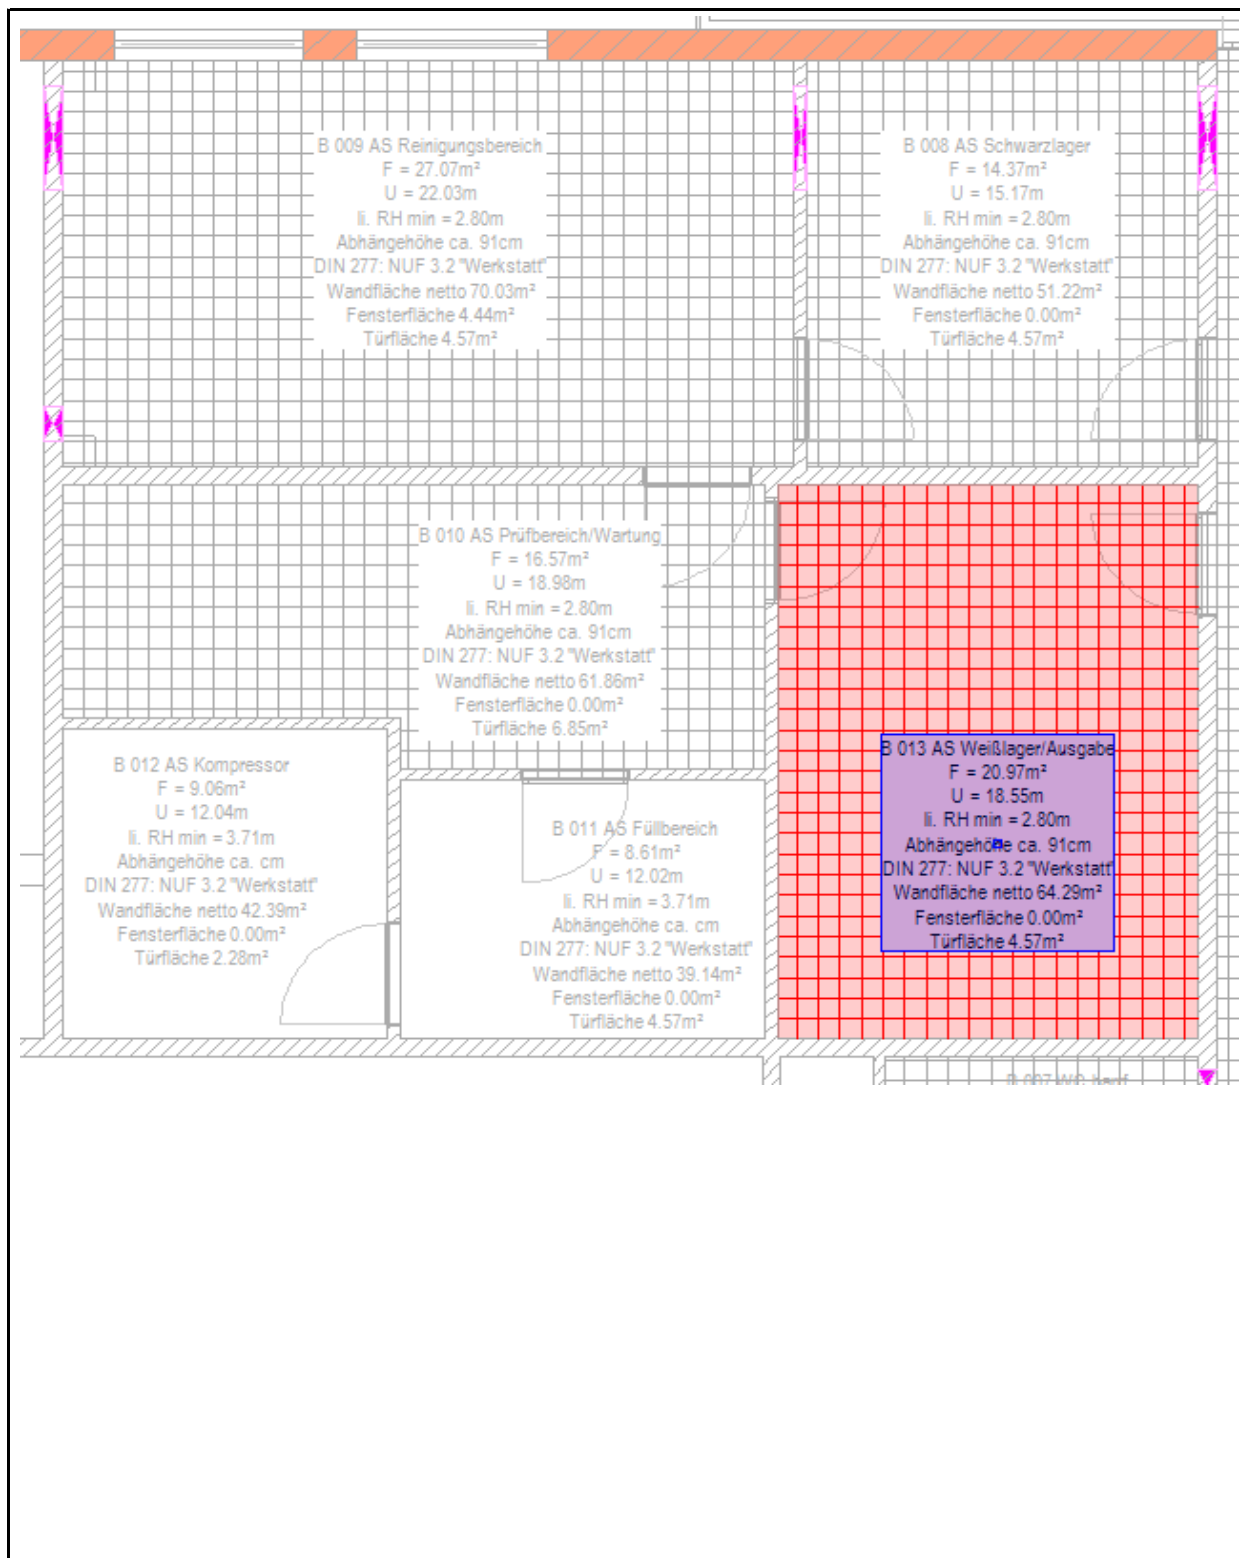 B 009 AS Reinigungsbereich
F = 27.07m²
U = 22.03m
li. RH min = 2.80m
Abhängehöhe ca. 91cm
DIN 277: NUF 3.2 "Werkstatt"
Wandfläche netto 70.03m²
Fensterfläche 4.44m²
Türfläche 4.57m²
B 008 AS Schwarzlager
F = 14.37m²
U = 15.17m
li. RH min = 2.80m
Abhängehöhe ca. 91cm
DIN 277: NUF 3.2 "Werkstatt"
Wandfläche netto 51.22m²
Fensterfläche 0.00m²
Türfläche 4.57m²
B 010 AS Prüfbereich/Wartung
F = 16.57m²
U = 18.98m
li. RH min = 2.80m
Abhängehöhe ca. 91cm
DIN 277: NUF 3.2 "Werkstatt"
Wandfläche netto 61.86m²
Fensterfläche 0.00m²
Türfläche 6.85m²
B 012 AS Kompressor
F = 9.06m²
U = 12.04m
li. RH min = 3.71m
Abhängehöhe ca. cm
DIN 277: NUF 3.2 "Werkstatt"
Wandfläche netto 42.39m²
Fensterfläche 0.00m²
Türfläche 2.28m²
B 011 AS Füllbereich
F = 8.61m²
U = 12.02m
li. RH min = 3.71m
Abhängehöhe ca. cm
DIN 277: NUF 3.2 "Werkstatt"
Wandfläche netto 39.14m²
Fensterfläche 0.00m²
Türfläche 4.57m²
B 013 AS Weißlager/Ausgabe
F = 20.97m²
U = 18.55m
li. RH min = 2.80m
Abhängehöhe ca. 91cm
DIN 277: NUF 3.2 "Werkstatt"
Wandfläche netto 64.29m²
Fensterfläche 0.00m²
Türfläche 4.57m²
B 007 WC